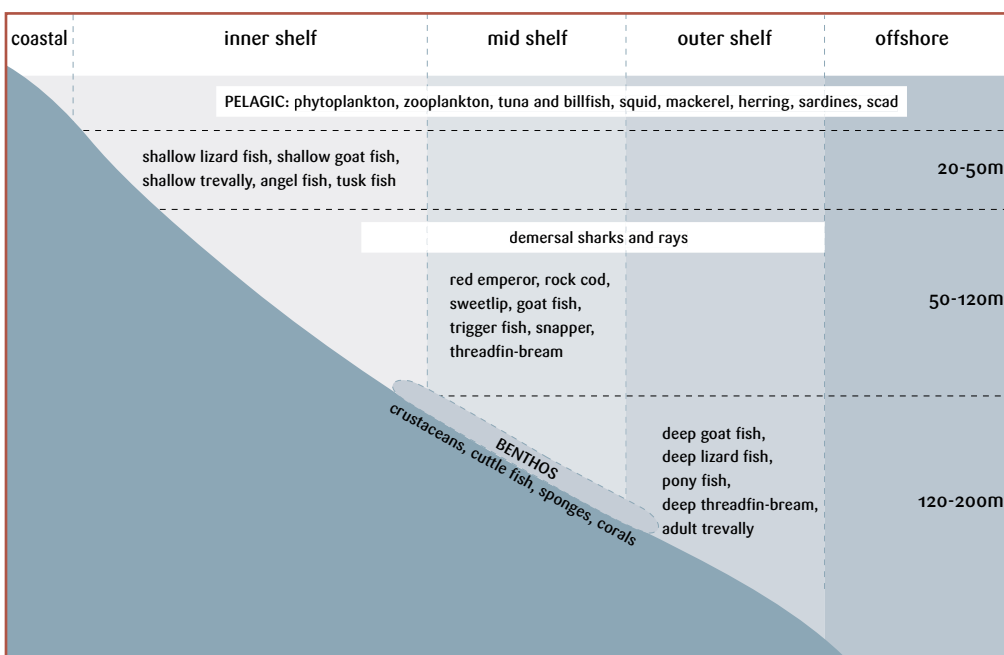 coastal
inner shelf
mid shelf
outer shelf
offshore
PELAGIC: phytoplankton, zooplankton, tuna and billfish, squid, mackerel, herring, sardines, scad
shallow lizard fish, shallow goat fish,
shallow trevally, angel fish, tusk fish
20-50m
demersal sharks and rays
red emperor, rock cod,
sweetlip, goat fish,
trigger fish, snapper,
threadfin-bream
50-120m
BENTHOS
crustaceans, cuttle fish, sponges, corals
deep goat fish,
deep lizard fish,
pony fish,
deep threadfin-bream,
adult trevally
120-200m